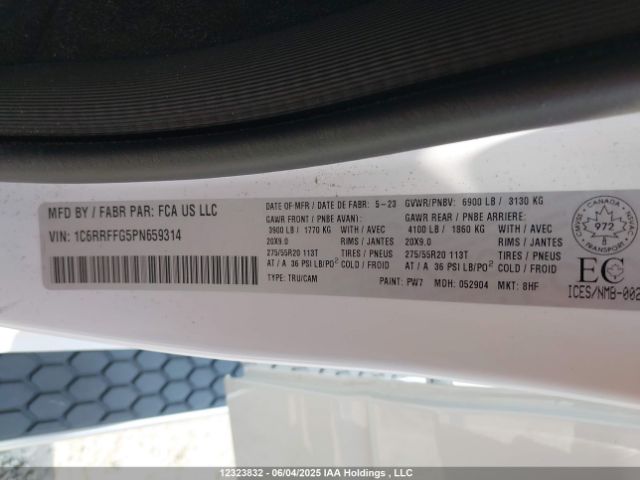 MFD BY / FABR PAR: FCA US LLC
VIN: 1C6RRFFG5PN659314
DATE OF MFR / DATE DE FABR: 5-23 GVWR/PNBV: 6900 LB / 3130 KG
GAWR FRONT / PNBE AVANT: GAWR REAR / PNBE ARRIERE:
3900 LB / 1770 KG WITH / AVEC 4100 LB / 1860 KG WITH / AVEC
20X9.0 RIMS / JANTES 20X9.0 RIMS / JANTES
275/55R20 113T TIRES / PNEUS 275/55R20 113T TIRES / PNEUS
AT / A 36 PSI LB/PO² COLD / FROID AT / A 36 PSI LB/PO² COLD / FROID
TYPE: TRU/CAM PAINT: PW7 MDH: 052904 MKT: 8HF
CANADA
972
TRANSPORT
EC
ICES/NMB-002
12323832 - 06/04/2025 IAA Holdings , LLC